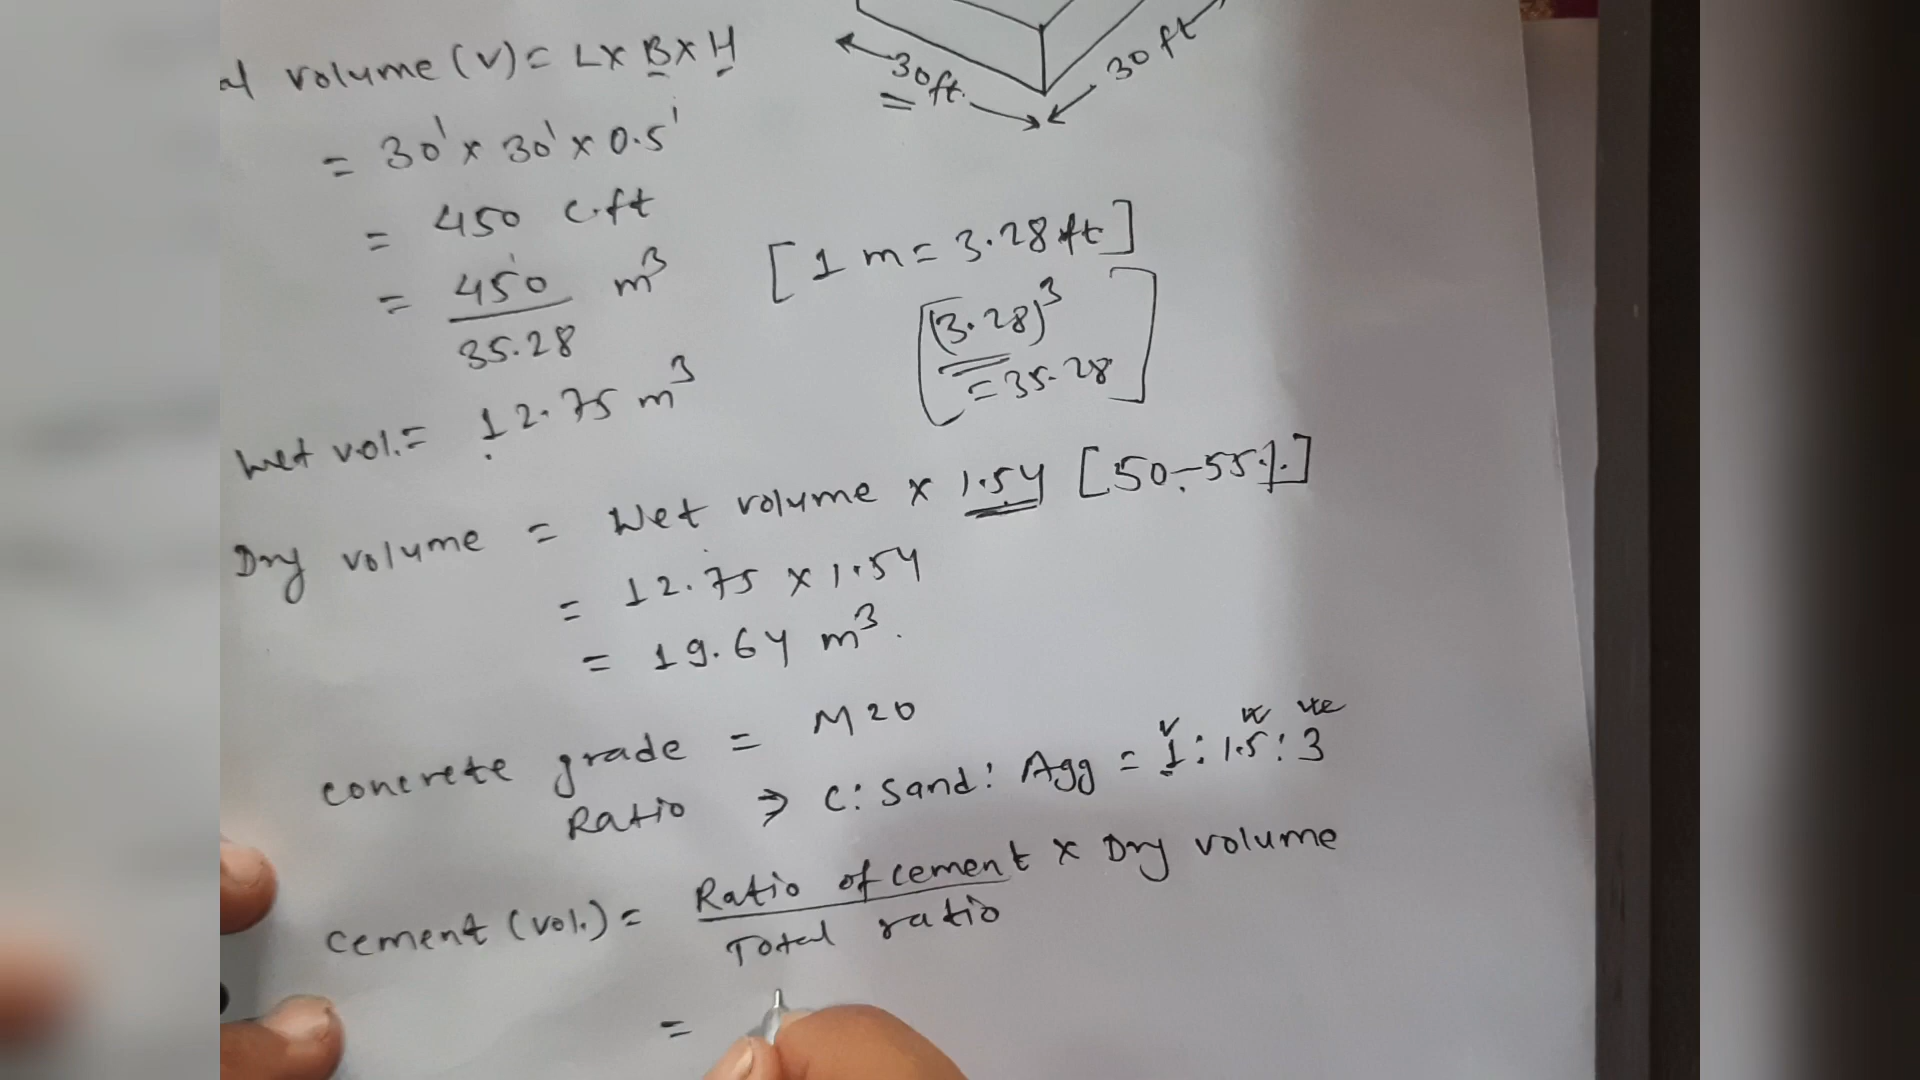 al volume (v) = L x B x H
30 ft.
30 ft
= 30' x 30' x 0.5'
= 450 c.ft
= 450/35.28 m³
[1 m = 3.28 ft]
[(3.28)³
= 35.28]
Wet vol. = 12.75 m³
Dry volume = Wet volume x 1.54 [50-55%]
= 12.75 x 1.54
= 19.64 m³.
concrete grade = M20
Ratio ⇒ C: Sand: Agg = 1: 1.5: 3
cement (vol.) = Ratio of cement/Total ratio x Dry volume
=